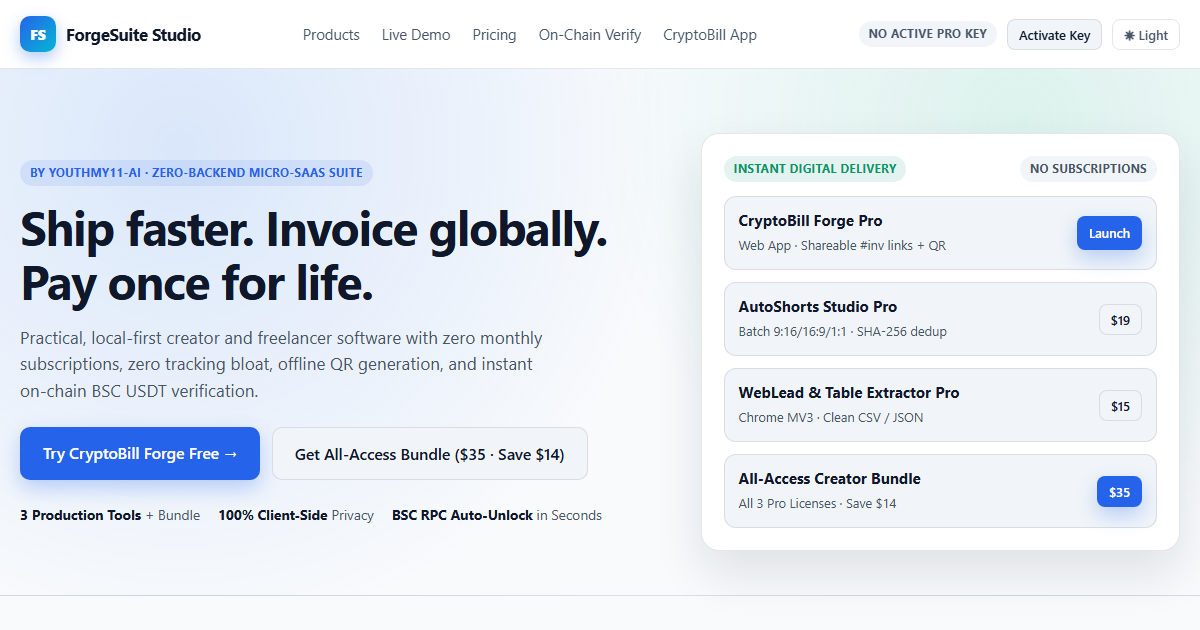 FS ForgeSuite Studio
Products
Live Demo
Pricing
On-Chain Verify
CryptoBill App
NO ACTIVE PRO KEY
Activate Key
☀ Light
BY YOUTHMY11-AI · ZERO-BACKEND MICRO-SAAS SUITE
Ship faster. Invoice globally.
Pay once for life.
Practical, local-first creator and freelancer software with zero monthly
subscriptions, zero tracking bloat, offline QR generation, and instant
on-chain BSC USDT verification.
Try CryptoBill Forge Free →
Get All-Access Bundle ($35 · Save $14)
3 Production Tools + Bundle
100% Client-Side Privacy
BSC RPC Auto-Unlock in Seconds
INSTANT DIGITAL DELIVERY
NO SUBSCRIPTIONS
CryptoBill Forge Pro
Web App · Shareable #inv links + QR
Launch
AutoShorts Studio Pro
Batch 9:16/16:9/1:1 · SHA-256 dedup
$19
WebLead & Table Extractor Pro
Chrome MV3 · Clean CSV / JSON
$15
All-Access Creator Bundle
All 3 Pro Licenses · Save $14
$35